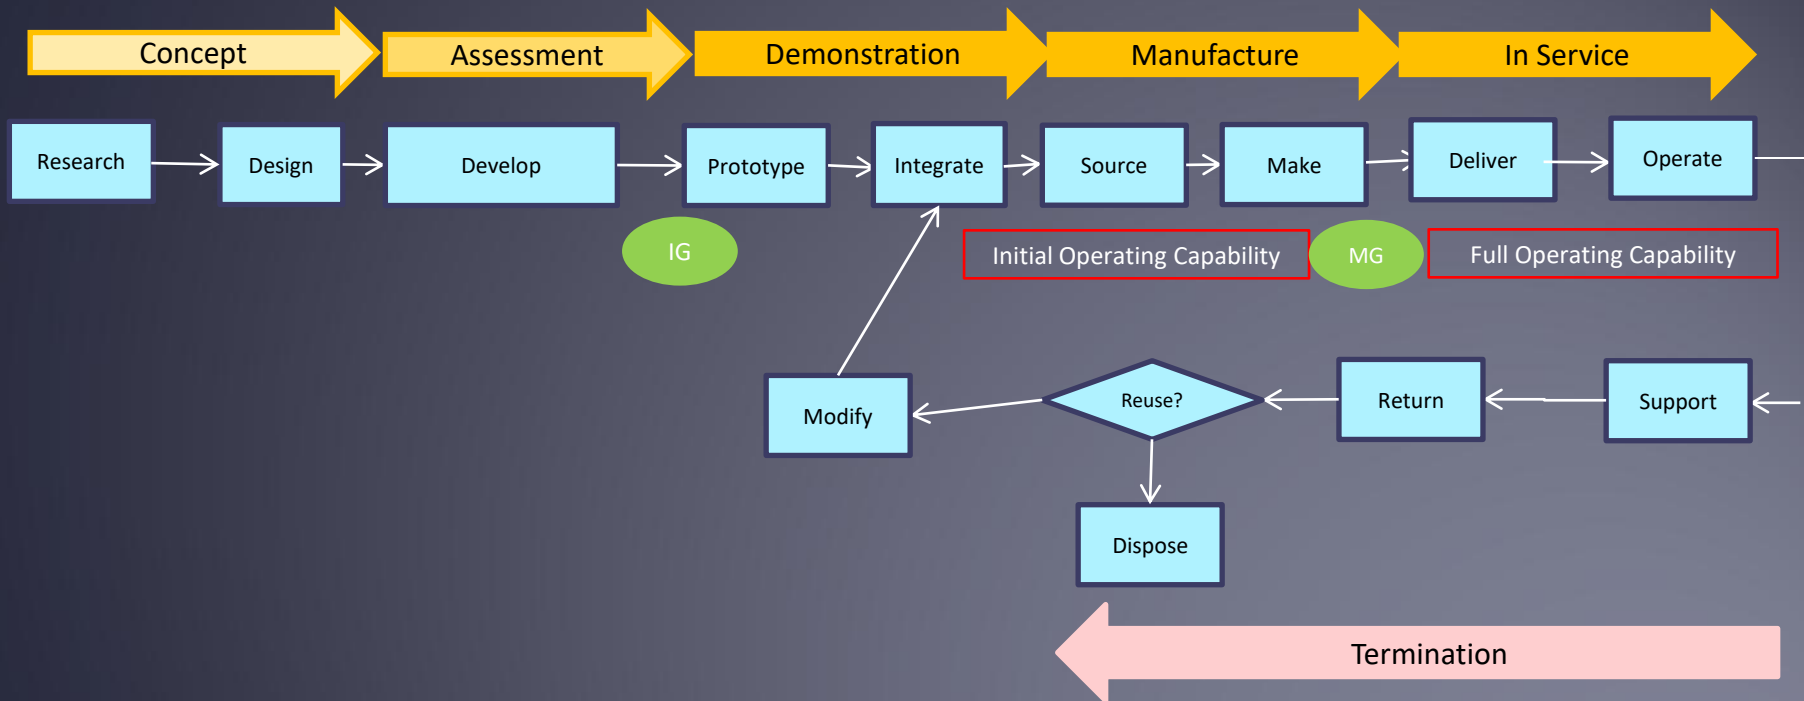 Concept
Assessment
Demonstration
Manufacture
In Service
Research
Design
Develop
Prototype
Integrate
Source
Make
Deliver
Operate
IG
Initial Operating Capability
MG
Full Operating Capability
Modify
Reuse?
Return
Support
Dispose
Termination